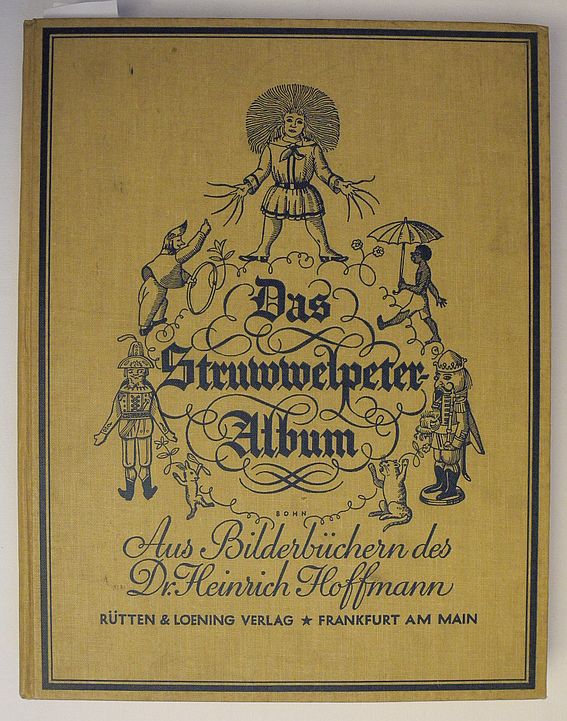 Das
Struwwelpeter-
Album
BOHN
Aus Bilderbüchern des
Dr. Heinrich Hoffmann
RÜTTEN & LOENING VERLAG ★ FRANKFURT AM MAIN